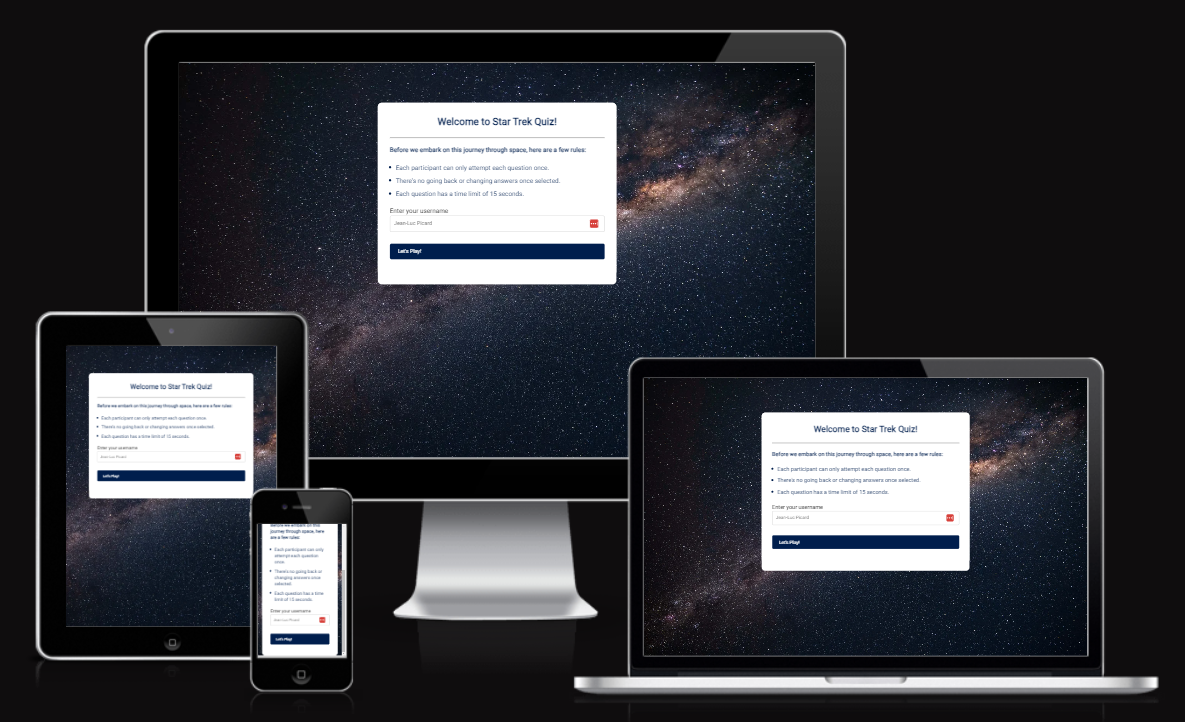 Welcome to Star Trek Quiz!
Before we embark on this journey through space, here are a few rules:
Each participant can only attempt each question once.
There's no going back or changing answers once selected.
Each question has a time limit of 15 seconds.
Enter your username
Jean-Luc Picard
Let's Play!
Welcome to Star Trek Quiz!
Before we embark on this journey through space, here are a few rules:
Each participant can only attempt each question once.
There's no going back or changing answers once selected.
Each question has a time limit of 15 seconds.
Enter your username
Jean-Luc Picard
Let's Play!
Before we embark on this
journey through space, here
are a few rules:
Each participant can only
attempt each question
once.
There's no going back or
changing answers once
selected.
Each question has a time
limit of 15 seconds.
Enter your username
Jean-Luc Picard
Let's Play!
Welcome to Star Trek Quiz!
Before we embark on this journey through space, here are a few rules:
Each participant can only attempt each question once.
There's no going back or changing answers once selected.
Each question has a time limit of 15 seconds.
Enter your username
Jean-Luc Picard
Let's Play!